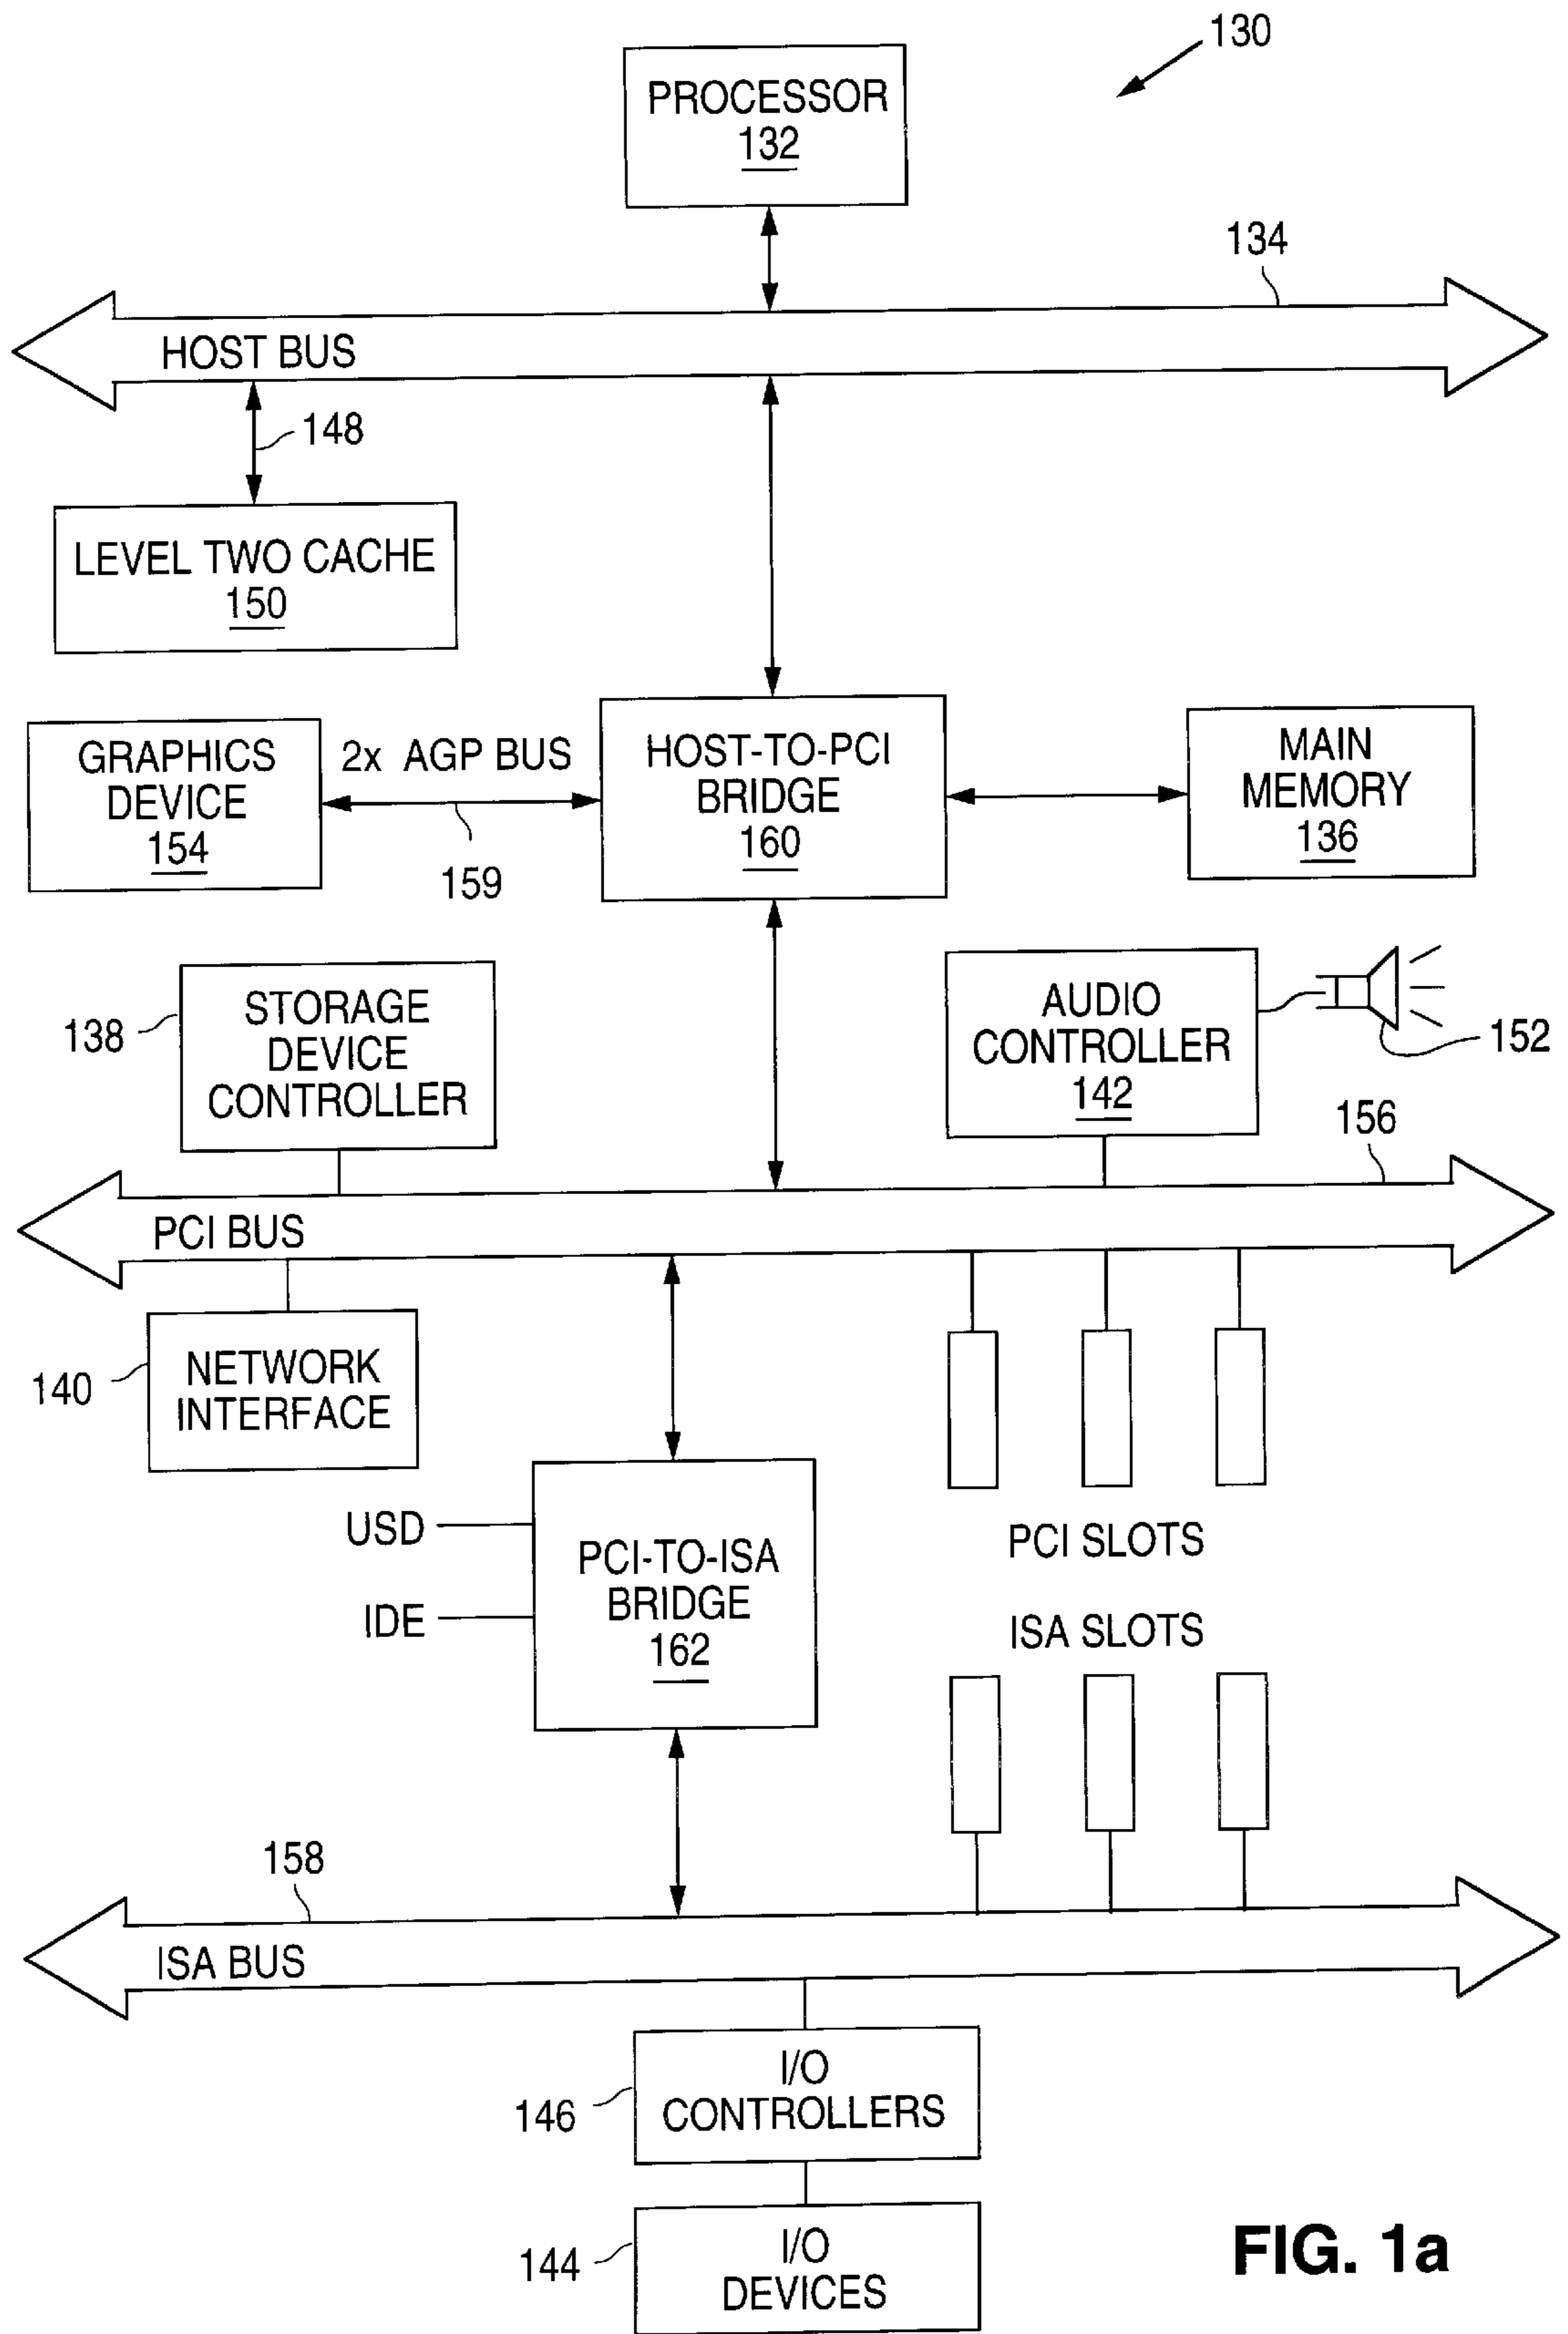 130
PROCESSOR
132
134
HOST BUS
148
LEVEL TWO CACHE
150
GRAPHICS
DEVICE
154
2x AGP BUS
159
HOST-TO-PCI
BRIDGE
160
MAIN
MEMORY
136
138
STORAGE
DEVICE
CONTROLLER
AUDIO
CONTROLLER
142
152
156
PCI BUS
140
NETWORK
INTERFACE
USD
IDE
PCI-TO-ISA
BRIDGE
162
PCI SLOTS
ISA SLOTS
158
ISA BUS
146
I/O
CONTROLLERS
144
I/O
DEVICES
FIG. 1a